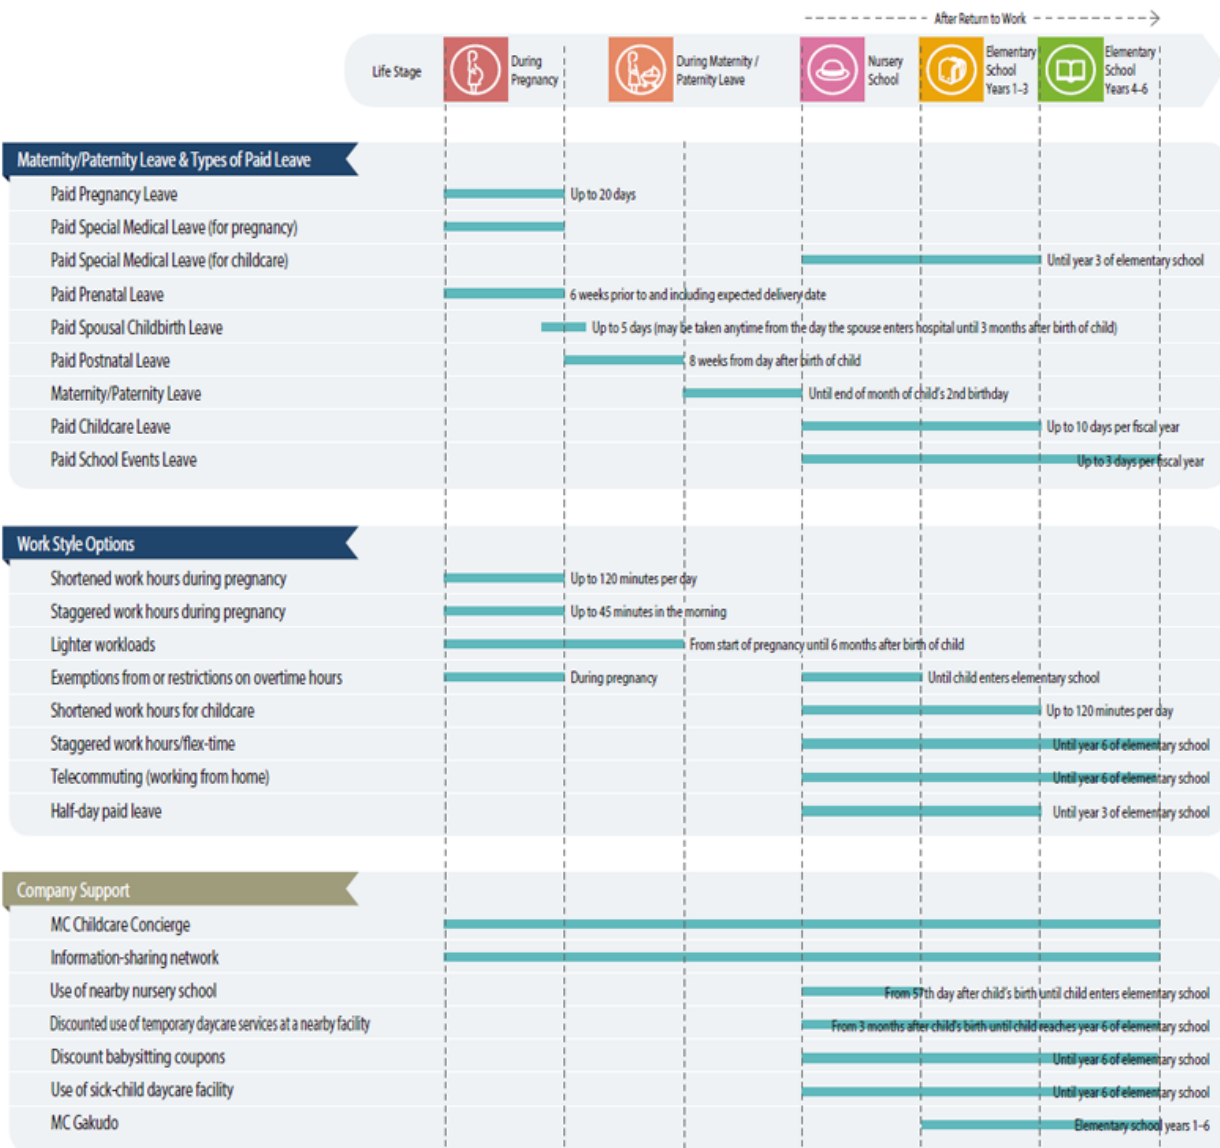 After Return to Work
Life Stage
During
Pregnancy
During Maternity /
Paternity Leave
Nursery
School
Elementary
School
Years 1–3
Elementary
School
Years 4–6
Maternity/Paternity Leave & Types of Paid Leave
Paid Pregnancy Leave Up to 20 days
Paid Special Medical Leave (for pregnancy)
Paid Special Medical Leave (for childcare) Until year 3 of elementary school
Paid Prenatal Leave 6 weeks prior to and including expected delivery date
Paid Spousal Childbirth Leave Up to 5 days (may be taken anytime from the day the spouse enters hospital until 3 months after birth of child)
Paid Postnatal Leave 8 weeks from day after birth of child
Maternity/Paternity Leave Until end of month of child's 2nd birthday
Paid Childcare Leave Up to 10 days per fiscal year
Paid School Events Leave Up to 3 days per fiscal year
Work Style Options
Shortened work hours during pregnancy Up to 120 minutes per day
Staggered work hours during pregnancy Up to 45 minutes in the morning
Lighter workloads From start of pregnancy until 6 months after birth of child
Exemptions from or restrictions on overtime hours During pregnancy Until child enters elementary school
Shortened work hours for childcare Up to 120 minutes per day
Staggered work hours/flex-time Until year 6 of elementary school
Telecommuting (working from home) Until year 6 of elementary school
Half-day paid leave Until year 3 of elementary school
Company Support
MC Childcare Concierge
Information-sharing network
Use of nearby nursery school From 57th day after child's birth until child enters elementary school
Discounted use of temporary daycare services at a nearby facility From 3 months after child's birth until child reaches year 6 of elementary school
Discount babysitting coupons Until year 6 of elementary school
Use of sick-child daycare facility Until year 6 of elementary school
MC Gakudo Elementary school years 1–6